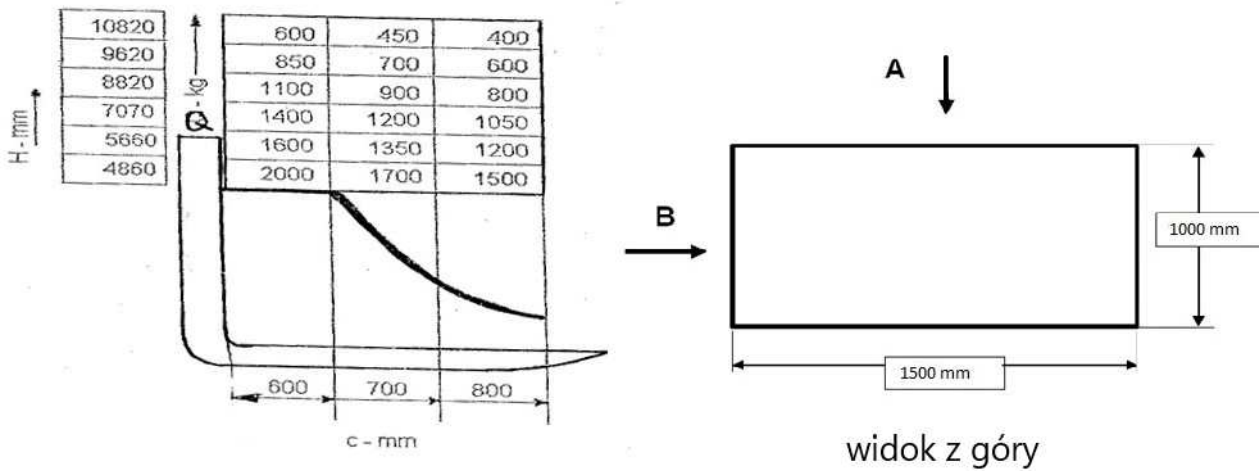 10820 600 450 400
9620 850 700 600
8820 1100 900 800
7070 1400 1200 1050
5660 1600 1350 1200
4860 2000 1700 1500
H - mm
Q - kg
600 700 800
c - mm
A
B
1000 mm
1500 mm
widok z góry